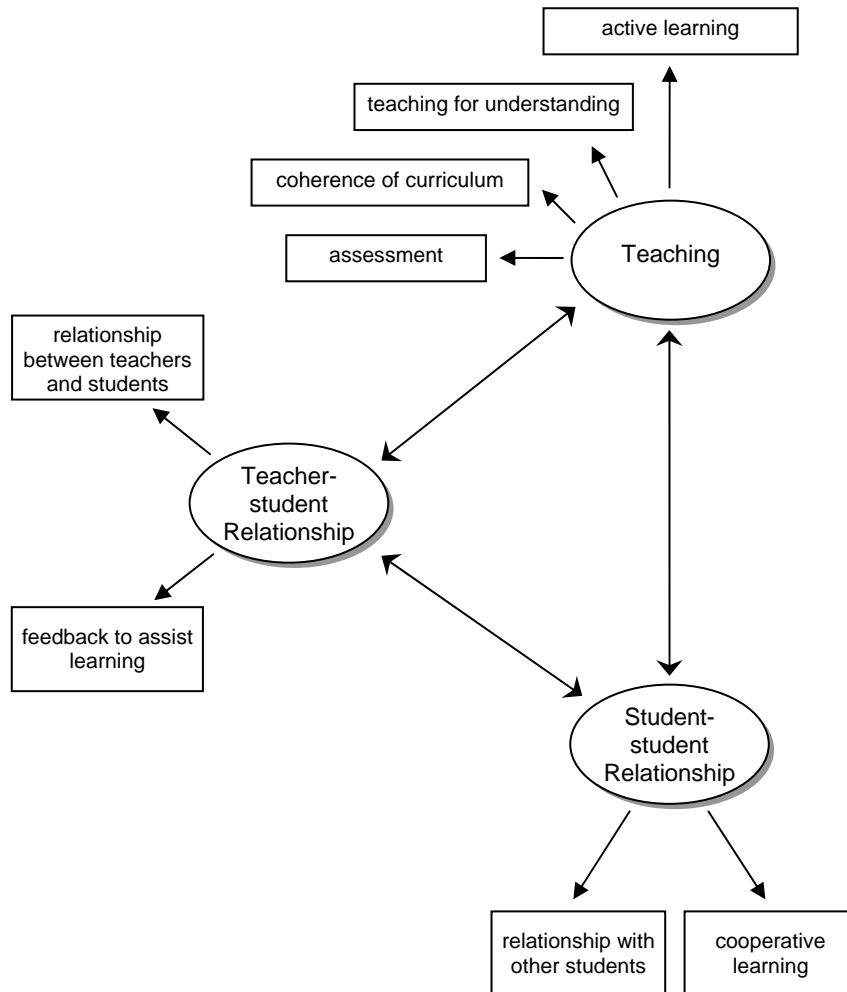 active learning
teaching for understanding
coherence of curriculum
assessment
Teaching
relationship
between teachers
and students
Teacher-
student
Relationship
feedback to assist
learning
Student-
student
Relationship
relationship with
other students
cooperative
learning